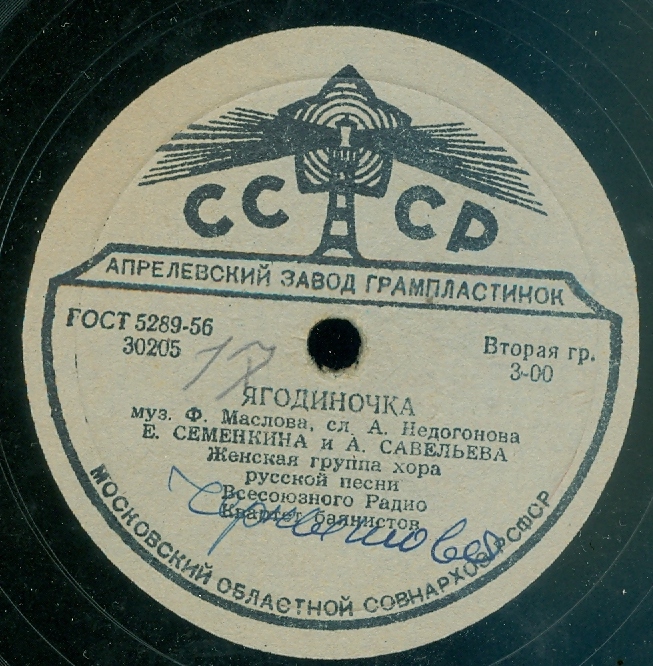 СССР
АПРЕЛЕВСКИЙ ЗАВОД ГРАМПЛАСТИНОК
ГОСТ 5289-56
30205
17
Вторая гр.
3-00
ЯГОДИНОЧКА
муз. Ф. Маслова, сл. А. Недогонова
Е. СЕМЕНКИНА и А. САВЕЛЬЕВА
Женская группа хора
русской песни
Всесоюзного Радио
Квартет баянистов
МОСКОВСКИЙ ОБЛАСТНОЙ СОВНАРХОЗ РСФСР